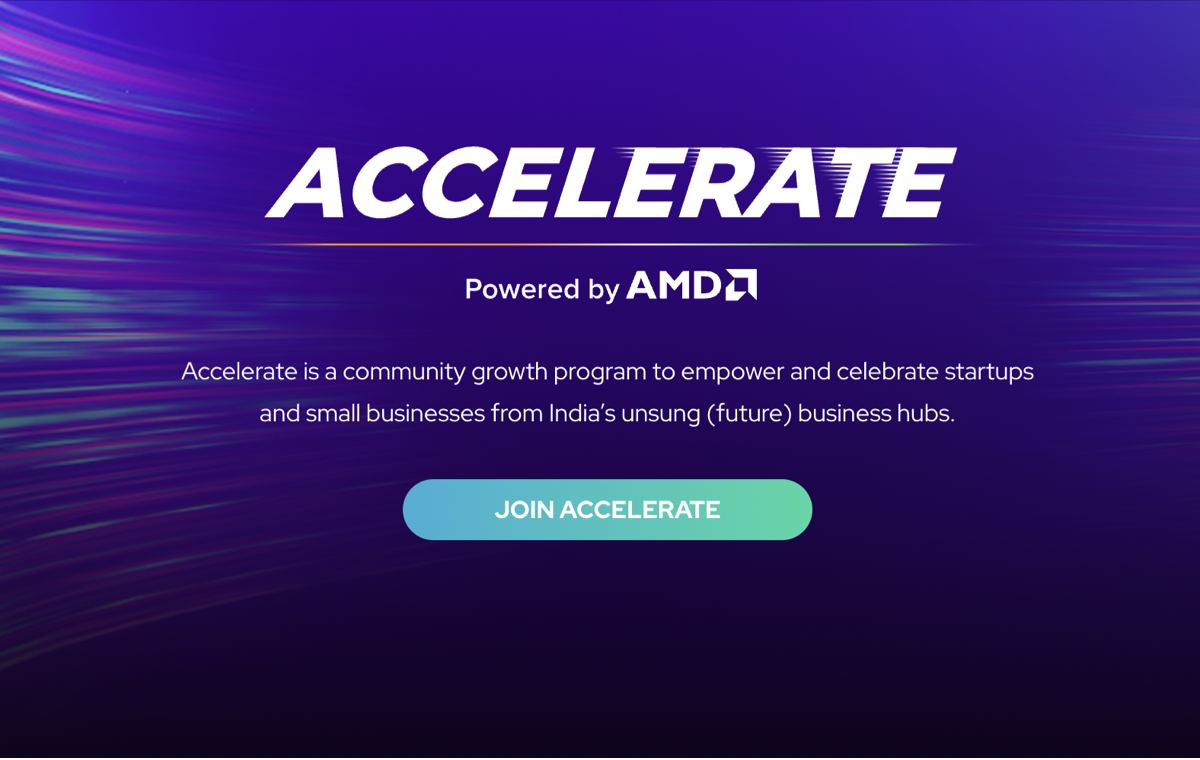 ACCELERATE
Powered by AMD
Accelerate is a community growth program to empower and celebrate startups
and small businesses from India’s unsung (future) business hubs.
JOIN ACCELERATE